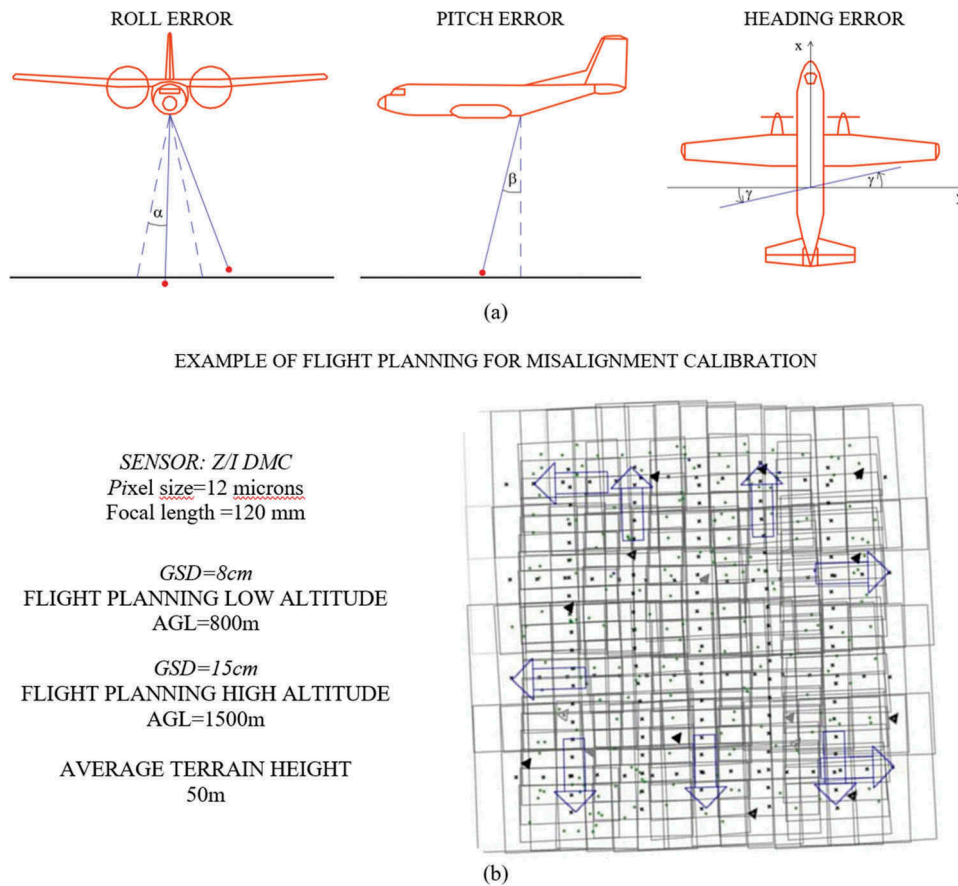 ROLL ERROR
PITCH ERROR
HEADING ERROR
α
β
x
γ
γ
y
(a)
EXAMPLE OF FLIGHT PLANNING FOR MISALIGNMENT CALIBRATION
SENSOR: Z/I DMC
Pixel size=12 microns
Focal length =120 mm
GSD=8cm
FLIGHT PLANNING LOW ALTITUDE
AGL=800m
GSD=15cm
FLIGHT PLANNING HIGH ALTITUDE
AGL=1500m
AVERAGE TERRAIN HEIGHT
50m
(b)